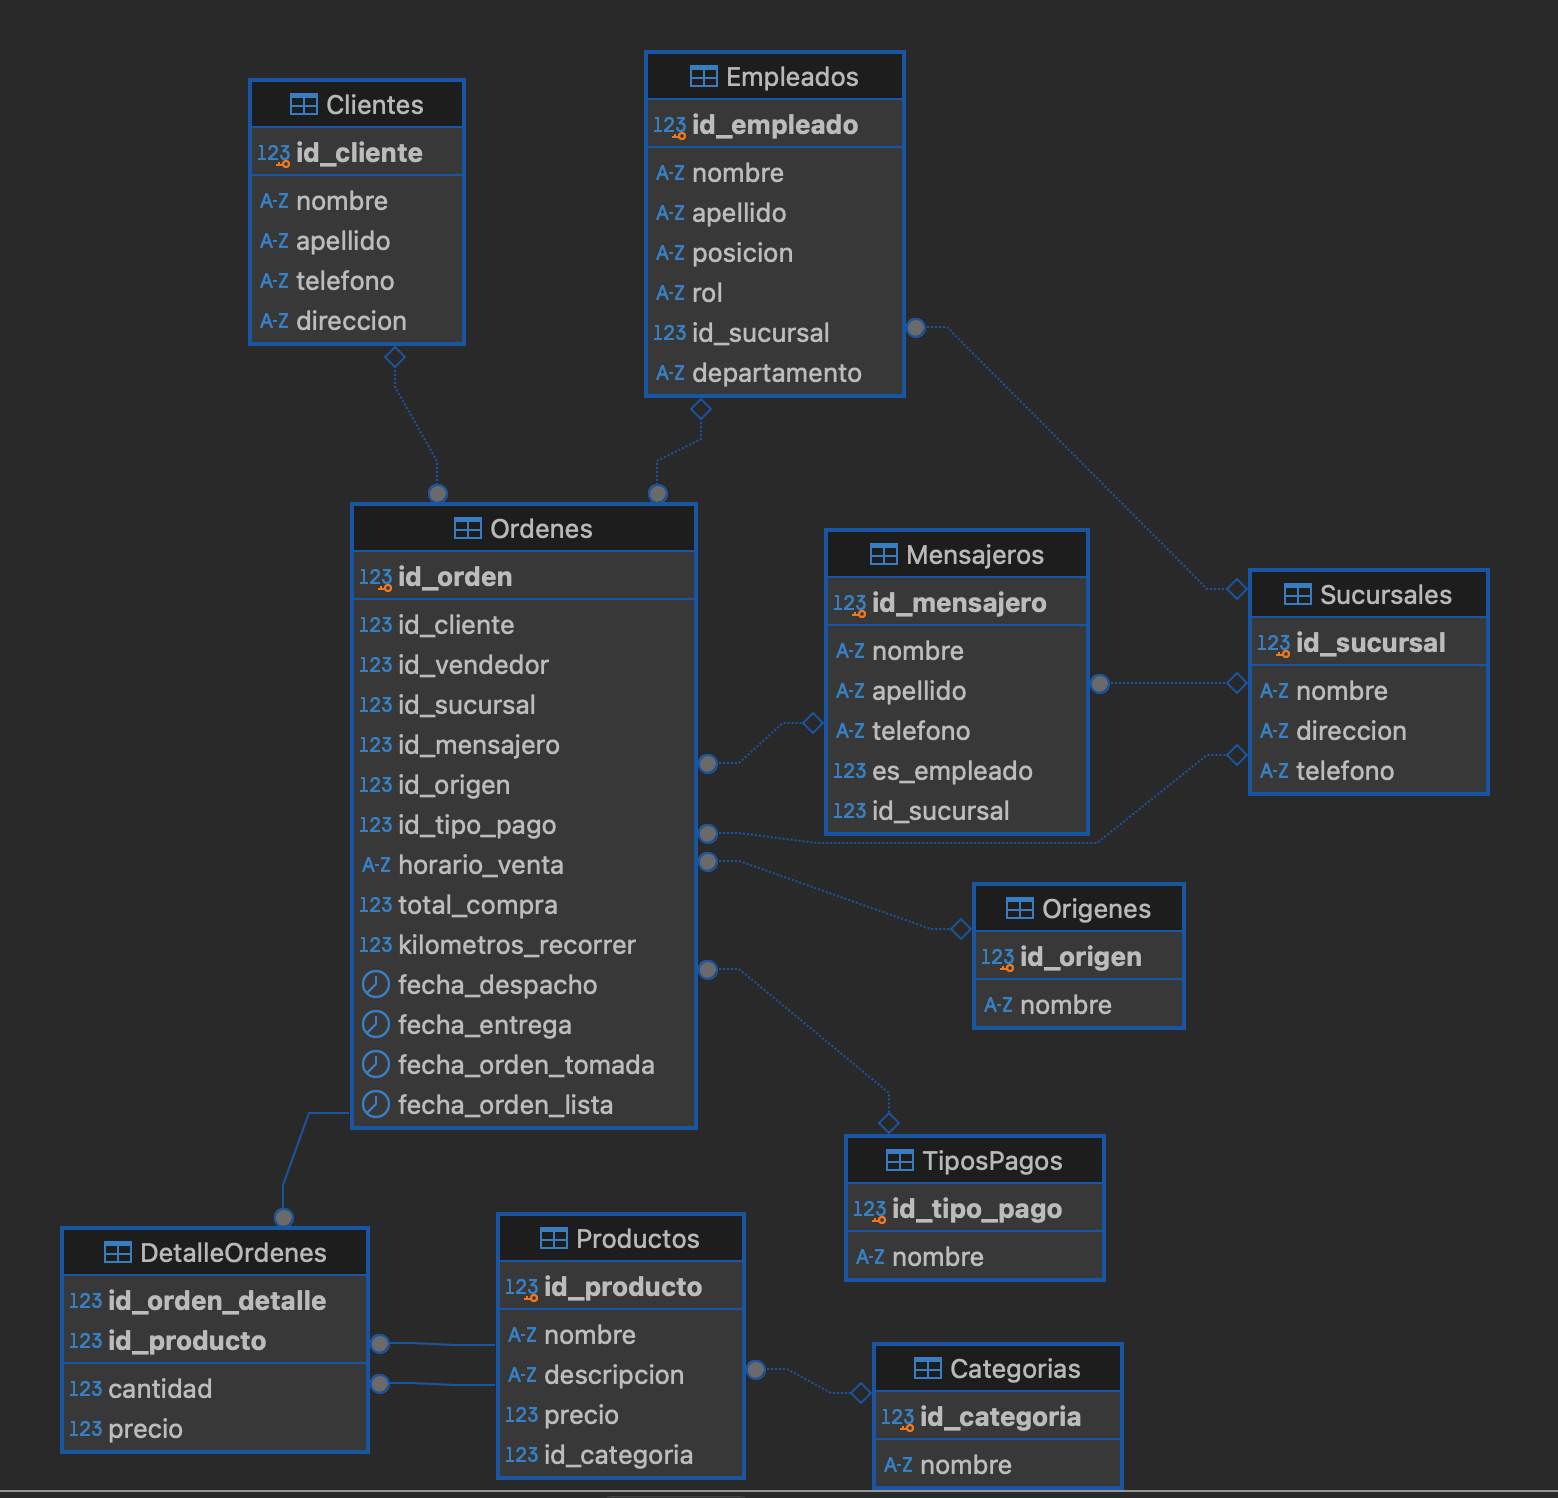 Clientes
123 id_cliente
A-Z nombre
A-Z apellido
A-Z telefono
A-Z direccion
Empleados
123 id_empleado
A-Z nombre
A-Z apellido
A-Z posicion
A-Z rol
123 id_sucursal
A-Z departamento
Ordenes
123 id_orden
123 id_cliente
123 id_vendedor
123 id_sucursal
123 id_mensajero
123 id_origen
123 id_tipo_pago
A-Z horario_venta
123 total_compra
123 kilometros_recorrer
fecha_despacho
fecha_entrega
fecha_orden_tomada
fecha_orden_lista
Mensajeros
123 id_mensajero
A-Z nombre
A-Z apellido
A-Z telefono
123 es_empleado
123 id_sucursal
Sucursales
123 id_sucursal
A-Z nombre
A-Z direccion
A-Z telefono
Origenes
123 id_origen
A-Z nombre
TiposPagos
123 id_tipo_pago
A-Z nombre
DetalleOrdenes
123 id_orden_detalle
123 id_producto
123 cantidad
123 precio
Productos
123 id_producto
A-Z nombre
A-Z descripcion
123 precio
123 id_categoria
Categorias
123 id_categoria
A-Z nombre